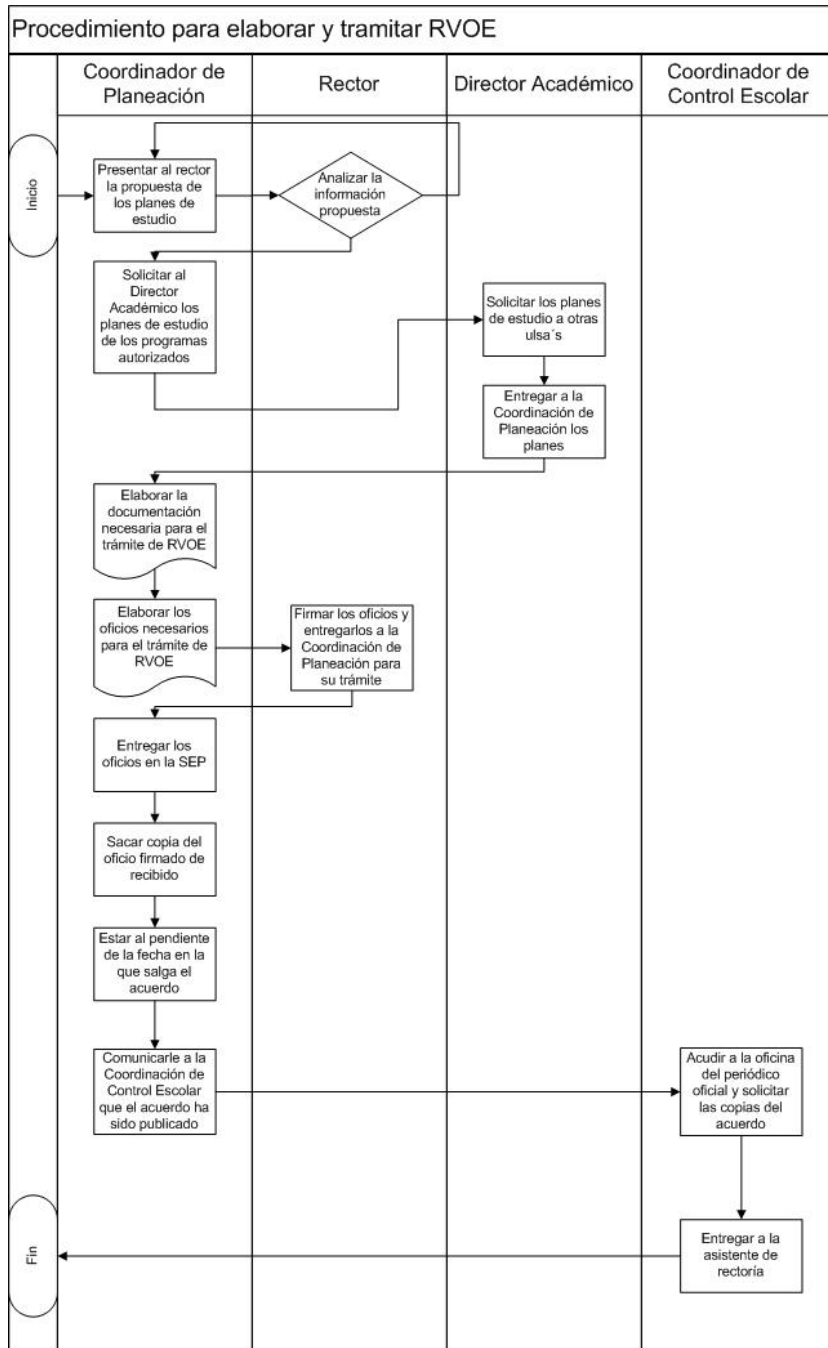 Procedimiento para elaborar y tramitar RVOE
Coordinador de
Planeación
Rector
Director Académico
Coordinador de
Control Escolar
Inicio
Presentar al rector
la propuesta de
los planes de
estudio
Analizar la
información
propuesta
Solicitar al
Director
Académico los
planes de estudio
de los programas
autorizados
Solicitar los planes
de estudio a otras
ulsa´s
Entregar a la
Coordinación de
Planeación los
planes
Elaborar la
documentación
necesaria para el
trámite de RVOE
Elaborar los
oficios necesarios
para el trámite de
RVOE
Firmar los oficios y
entregarlos a la
Coordinación de
Planeación para
su trámite
Entregar los
oficios en la SEP
Sacar copia del
oficio firmado de
recibido
Estar al pendiente
de la fecha en la
que salga el
acuerdo
Comunicarle a la
Coordinación de
Control Escolar
que el acuerdo ha
sido publicado
Acudir a la oficina
del periódico
oficial y solicitar
las copias del
acuerdo
Entregar a la
asistente de
rectoría
Fin